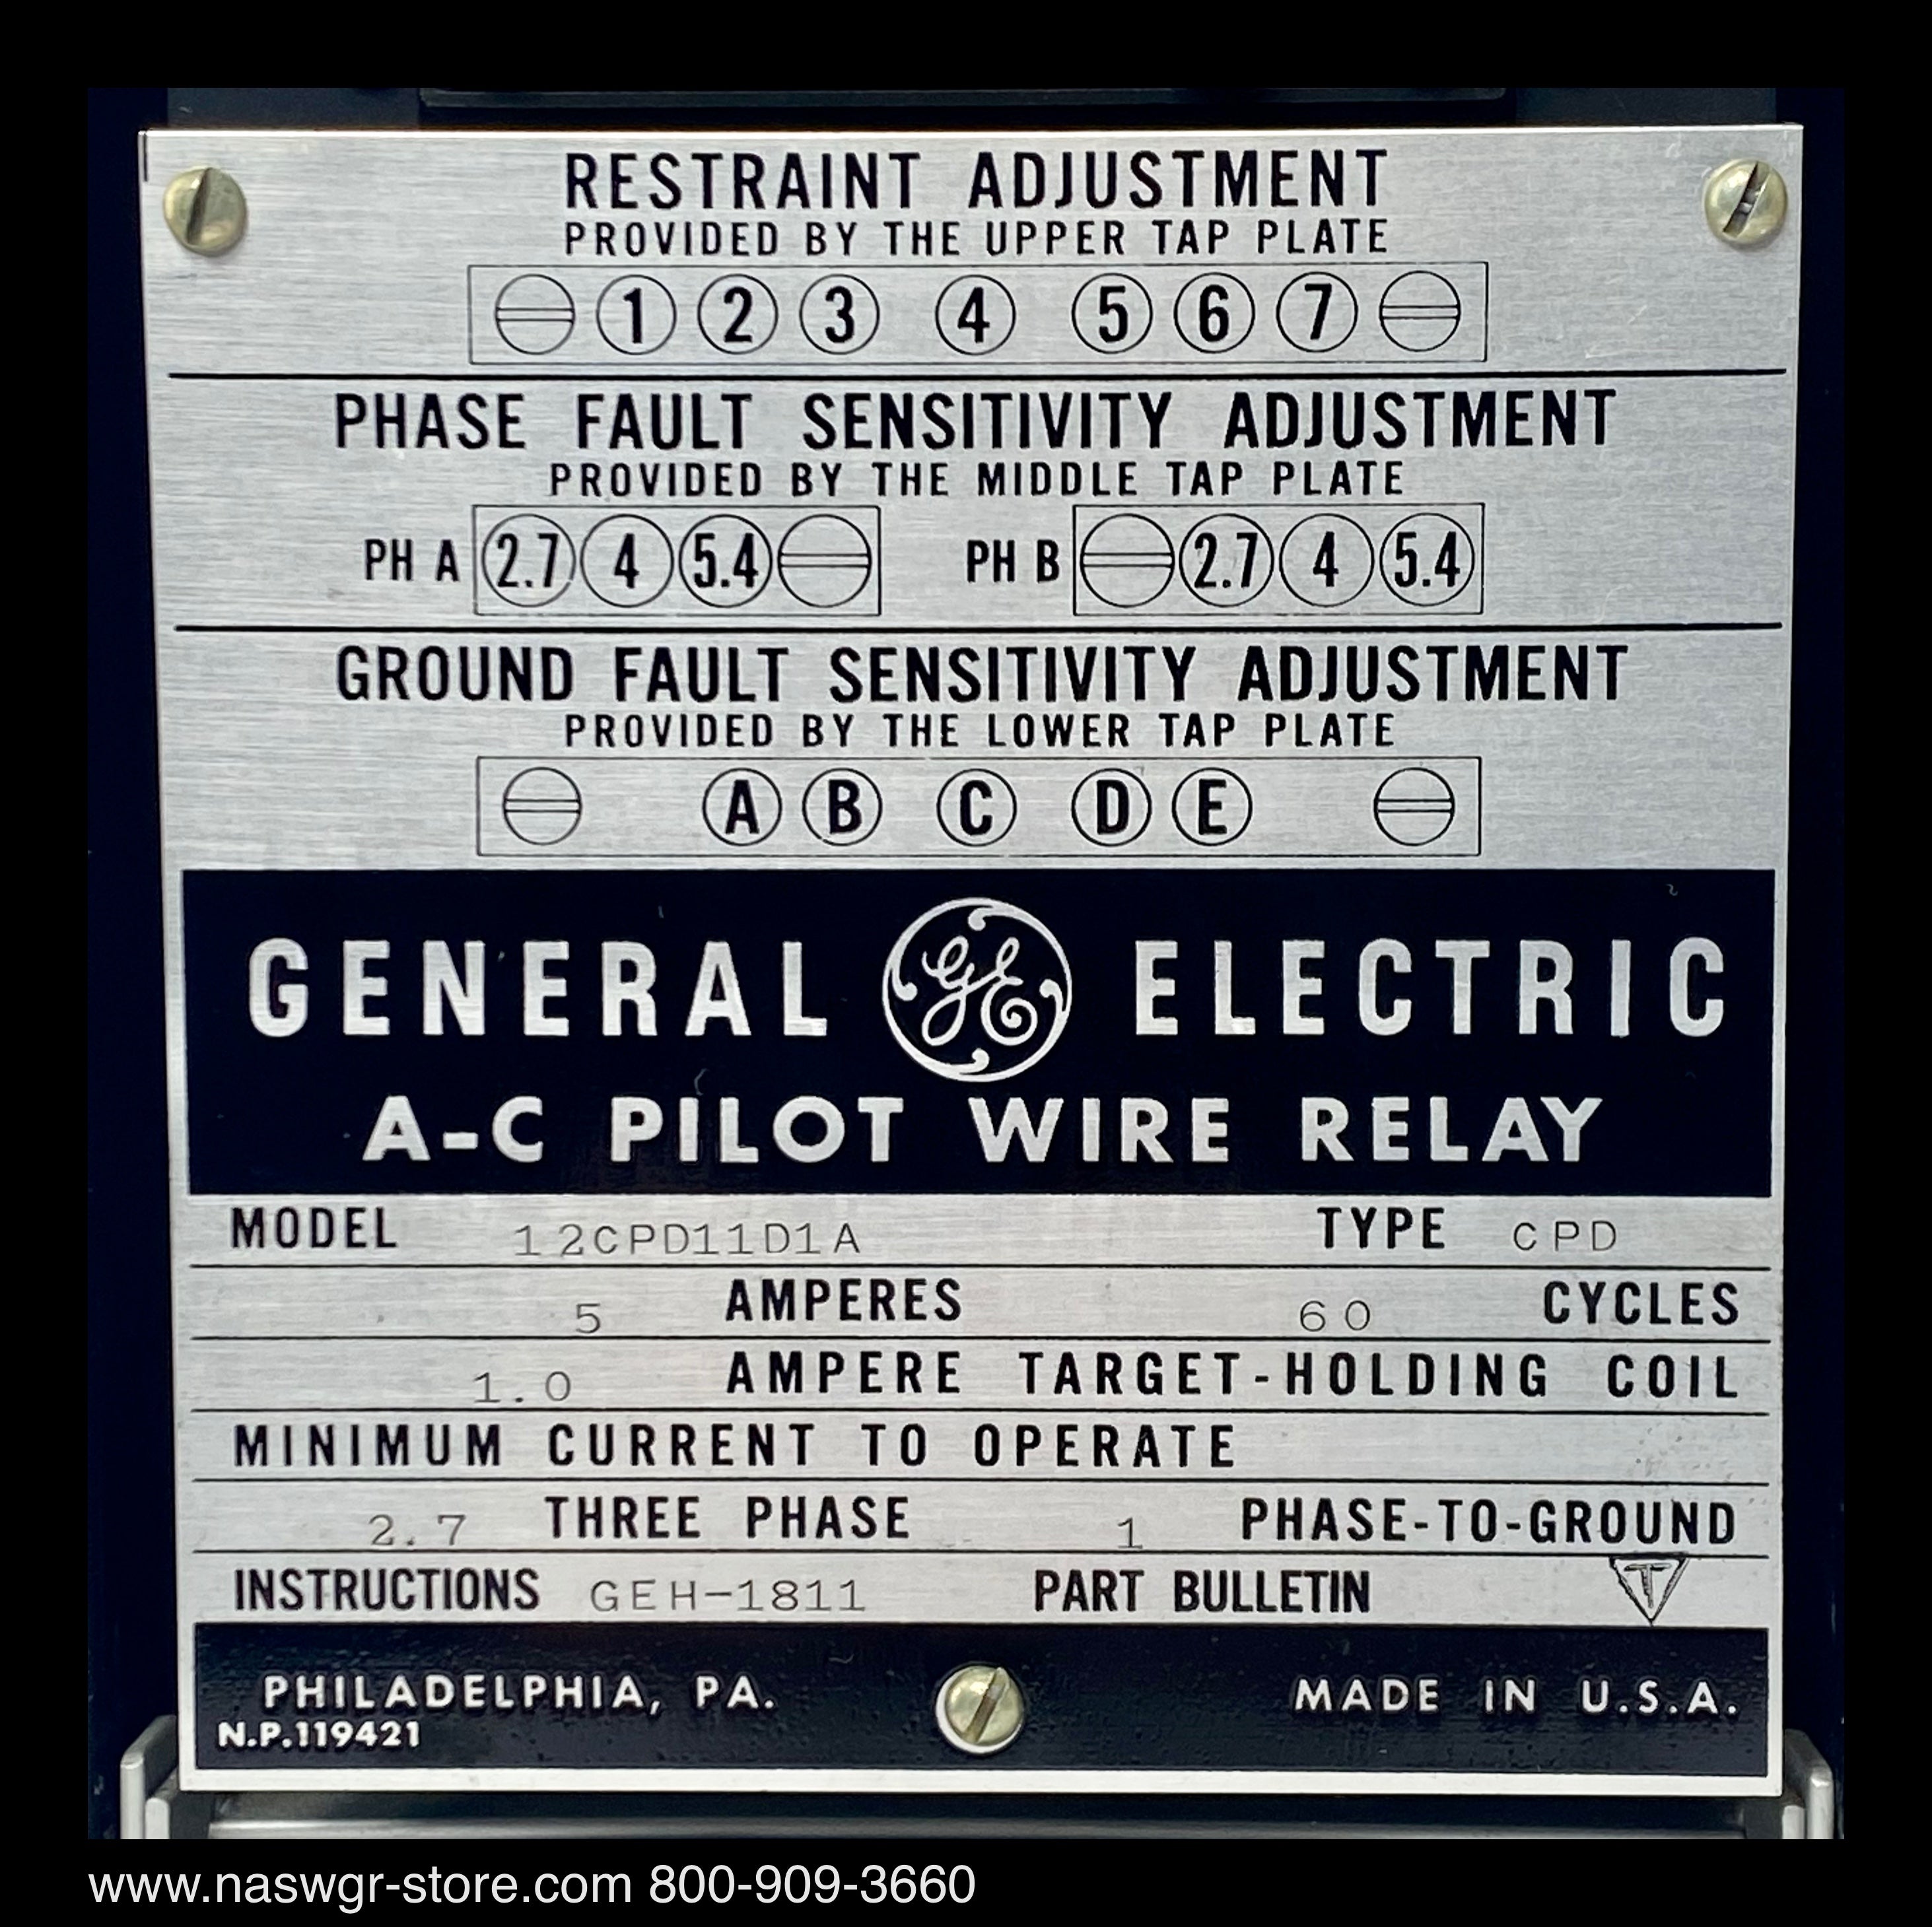 RESTRAINT ADJUSTMENT
PROVIDED BY THE UPPER TAP PLATE
1 2 3 4 5 6 7
PHASE FAULT SENSITIVITY ADJUSTMENT
PROVIDED BY THE MIDDLE TAP PLATE
PH A 2.7 4 5.4 PH B 2.7 4 5.4
GROUND FAULT SENSITIVITY ADJUSTMENT
PROVIDED BY THE LOWER TAP PLATE
A B C D E
GENERAL GE ELECTRIC
A-C PILOT WIRE RELAY
MODEL 12CPD11D1A TYPE CPD
5 AMPERES 60 CYCLES
1.0 AMPERE TARGET-HOLDING COIL
MINIMUM CURRENT TO OPERATE
2.7 THREE PHASE 1 PHASE-TO-GROUND
INSTRUCTIONS GEH-1811 PART BULLETIN T
PHILADELPHIA, PA. MADE IN U.S.A.
N.P.119421
www.naswgr-store.com 800-909-3660